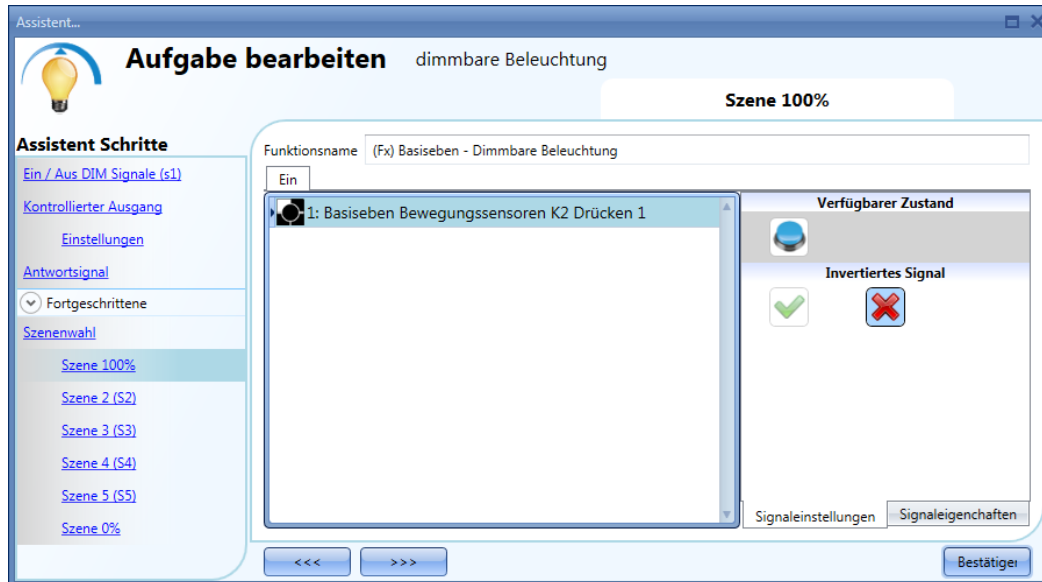 Assistent...
Aufgabe bearbeiten dimmbare Beleuchtung
Szene 100%
Assistent Schritte
Ein / Aus DIM Signale (s1)
Kontrollierter Ausgang
Einstellungen
Antwortsignal
Fortgeschrittene
Szenenwahl
Szene 100%
Szene 2 (S2)
Szene 3 (S3)
Szene 4 (S4)
Szene 5 (S5)
Szene 0%
Funktionsname (Fx) Basiseben - Dimmbare Beleuchtung
Ein
1: Basiseben Bewegungssensoren K2 Drücken 1
Verfügbarer Zustand
Invertiertes Signal
Signaleinstellungen Signaleigenchaften
<<< >>> Bestätiger